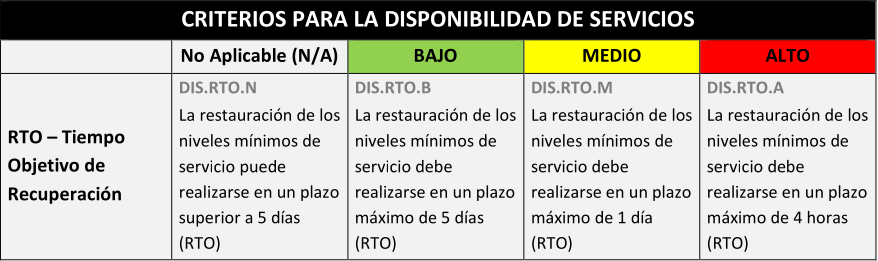 CRITERIOS PARA LA DISPONIBILIDAD DE SERVICIOS
No Aplicable (N/A)
BAJO
MEDIO
ALTO
RTO – Tiempo
Objetivo de
Recuperación
DIS.RTO.N
La restauración de los
niveles mínimos de
servicio puede
realizarse en un plazo
superior a 5 días
(RTO)
DIS.RTO.B
La restauración de los
niveles mínimos de
servicio debe
realizarse en un plazo
máximo de 5 días
(RTO)
DIS.RTO.M
La restauración de los
niveles mínimos de
servicio debe
realizarse en un plazo
máximo de 1 día
(RTO)
DIS.RTO.A
La restauración de los
niveles mínimos de
servicio debe
realizarse en un plazo
máximo de 4 horas
(RTO)